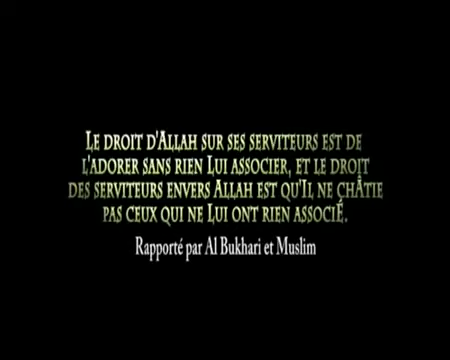 Le droit d'Allah sur ses serviteurs est de
l'adorer sans rien Lui associer, et le droit
des serviteurs envers Allah est qu'Il ne châtie
pas ceux qui ne Lui ont rien associé.
Rapporté par Al Bukhari et Muslim